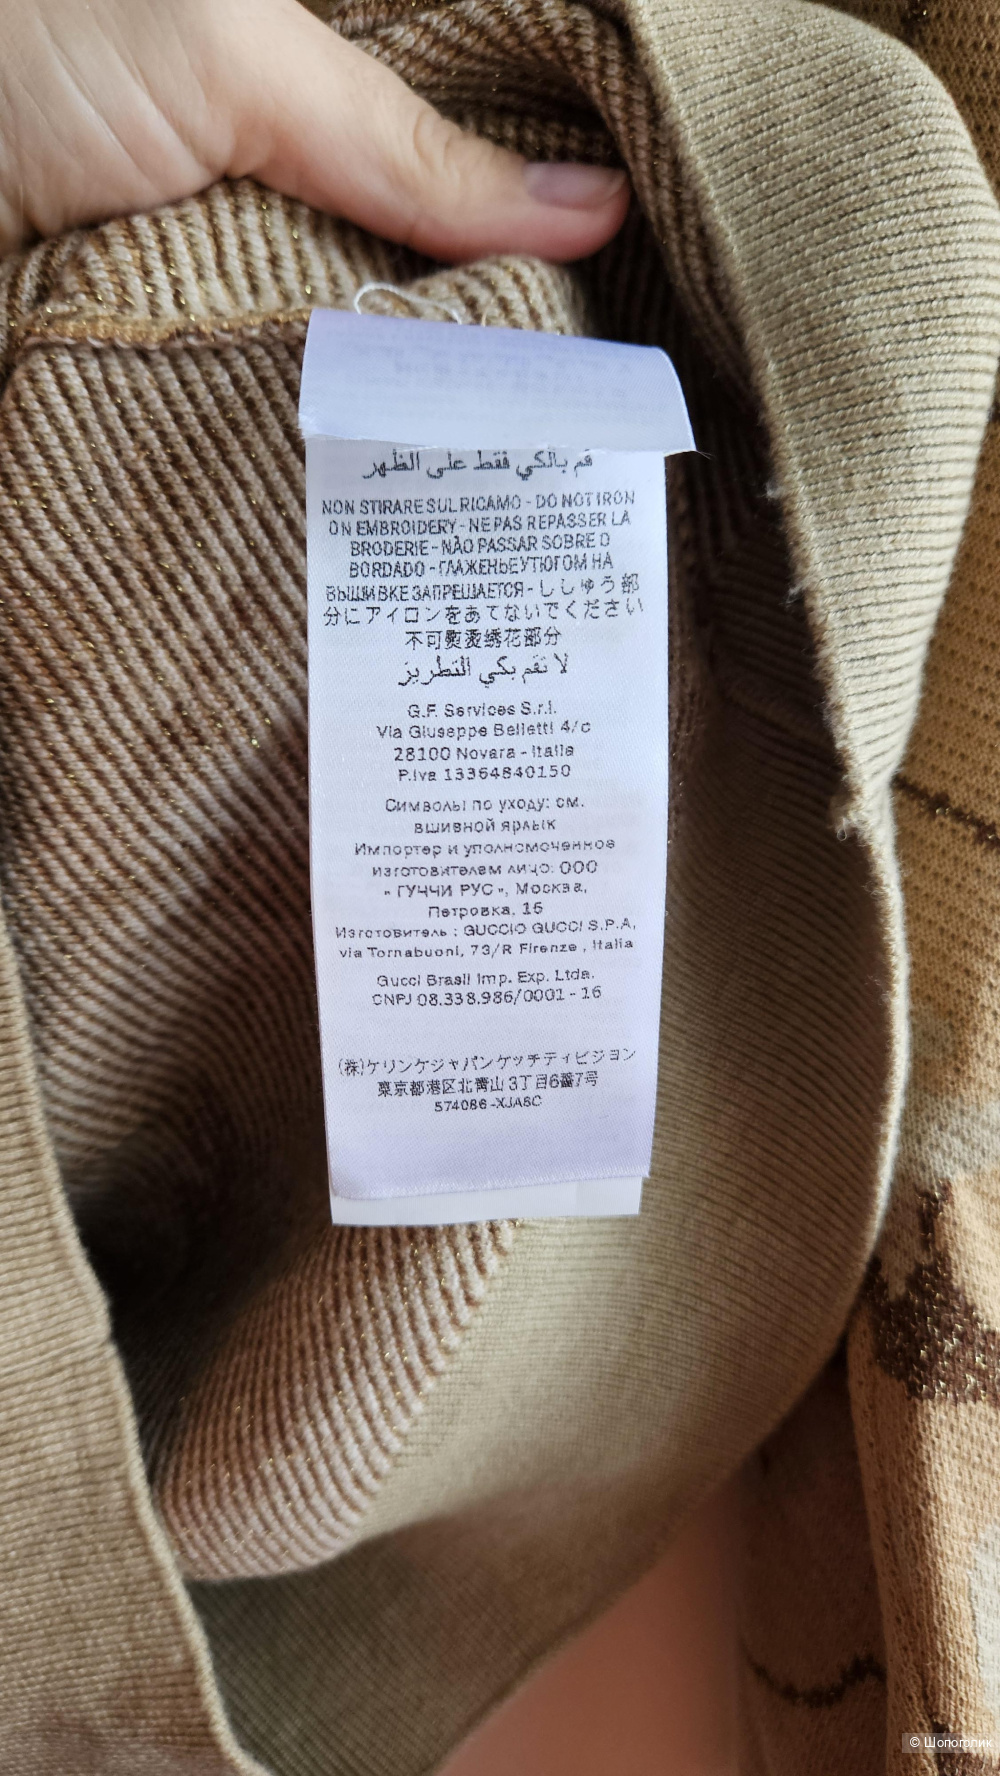 قم بالكي فقط على الظهر
NON STIRARE SUL RICAMO - DO NOT IRON
ON EMBROIDERY - NE PAS REPASSER LA
BRODERIE - NÃO PASSAR SOBRE O
BORDADO - ГЛАЖЕНЬЕ УТЮГОМ НА
ВЫШИВКЕ ЗАПРЕЩАЕТСЯ - ししゅう部
分にアイロンをあてないでください
不可熨烫绣花部分
لا تقم بكي التطريز
G.F. Services S.r.l.
Via Giuseppe Belletti 4/c
28100 Novara - Italie
P.Iva 13364840150
Символы по уходу: см.
вшивной ярлык
Импортер и уполномоченное
изготовителем лицо: ООО
« ГУЧЧИ РУС », Москва,
Петровка, 16
Изготовитель : GUCCIO GUCCI S.P.A,
via Tornabuoni, 73/R Firenze , Italia
Gucci Brasil Imp. Exp. Ltda.
CNPJ 08.338.986/0001 - 16
(株)ケリングジャパングッチディビジョン
東京都港区北青山 3丁目6番7号
574086-XJA6C
© Шопоголик